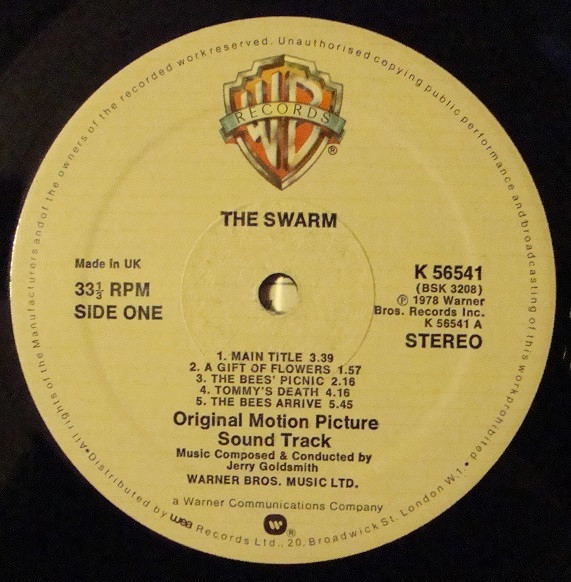 All rights of the Manufacturers and of the owners of the recorded work reserved. Unauthorised copying public performance and broadcasting of this work prohibited.
WB
RECORDS
®
THE SWARM
Made in UK
33⅓ RPM
SIDE ONE
K 56541
(BSK 3208)
℗ 1978 Warner
Bros. Records Inc.
K 56541 A
STEREO
1. MAIN TITLE 3.39
2. A GIFT OF FLOWERS 1.57
3. THE BEES' PICNIC 2.16
4. TOMMY'S DEATH 4.16
5. THE BEES ARRIVE 5.45
Original Motion Picture
Sound Track
Music Composed & Conducted by
Jerry Goldsmith
WARNER BROS. MUSIC LTD.
a Warner Communications Company
®
•Distributed by wea Records Ltd., 20. Broadwick St. London W.1.•